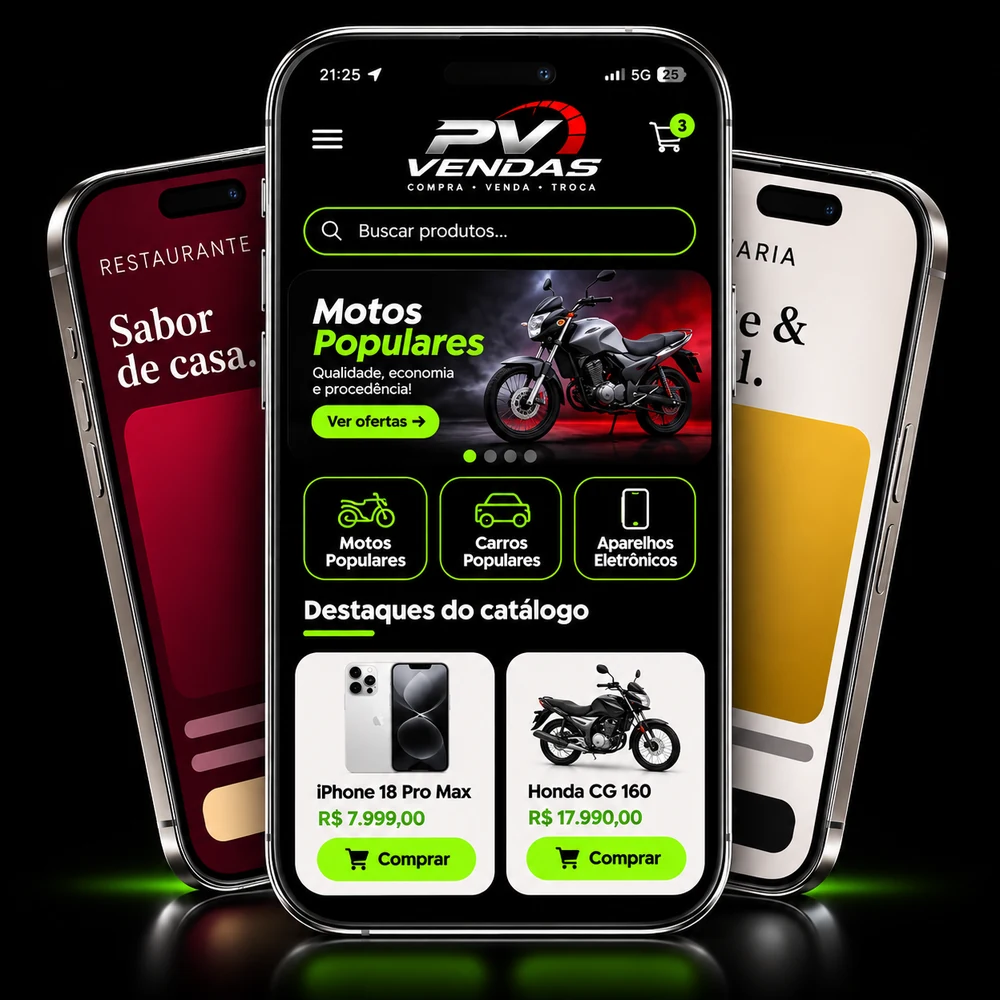 21:25
5G
25
PV
VENDAS
COMPRA • VENDA • TROCA
3
Buscar produtos...
Motos
Populares
Qualidade, economia
e procedência!
Ver ofertas →
Motos
Populares
Carros
Populares
Aparelhos
Eletrônicos
Destaques do catálogo
iPhone 18 Pro Max
R$ 7.999,00
Comprar
Honda CG 160
R$ 17.990,00
Comprar
RESTAURANTE
Sabor
de casa.
ARIA
e &
l.